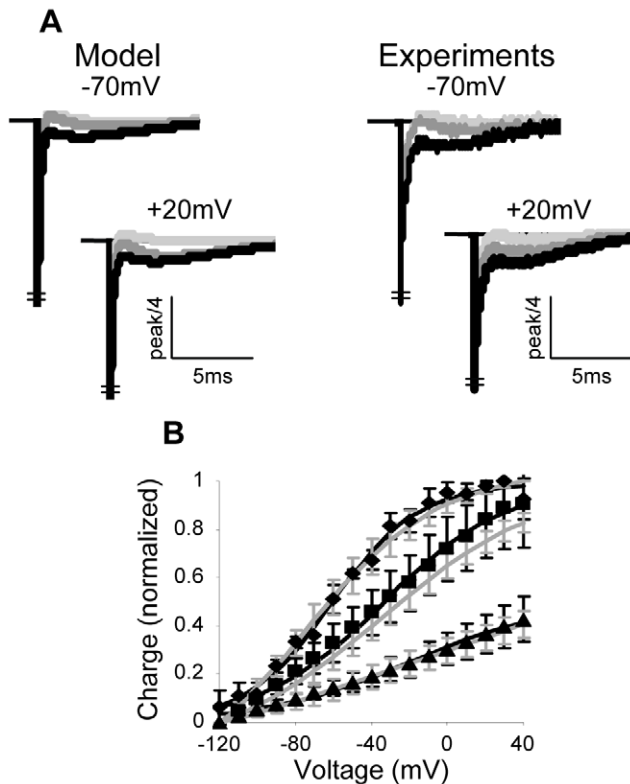 A
Model
Experiments
-70mV
-70mV
+20mV
+20mV
peak/4
5ms
peak/4
5ms
B
Charge (normalized)
1
0.8
0.6
0.4
0.2
0
-120
-80
-40
0
40
Voltage (mV)